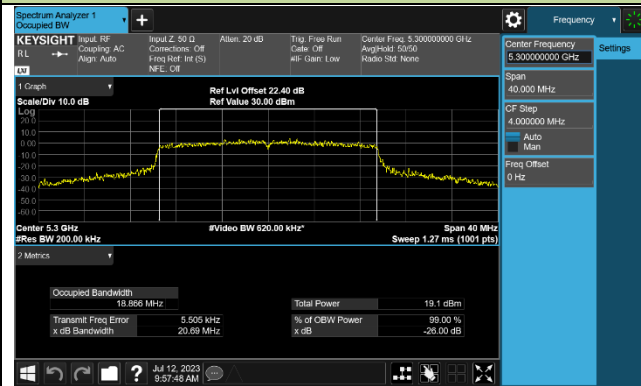 Spectrum Analyzer 1
Occupied BW
Frequency
KEYSIGHT
RL
LXI
Input: RF
Coupling: AC
Align: Auto
Input Z: 50 Ω
Corrections: Off
Freq Ref: Int (S)
NFE: Off
Atten: 20 dB
Trig: Free Run
Gate: Off
#IF Gain: Low
Center Freq: 5.300000000 GHz
Avg|Hold: 50/50
Radio Std: None
Center Frequency
5.300000000 GHz
Settings
Span
40.000 MHz
CF Step
4.000000 MHz
Auto
Man
Freq Offset
0 Hz
1 Graph
Scale/Div 10.0 dB
Ref Lvl Offset 22.40 dB
Ref Value 30.00 dBm
Log
20.0
10.0
0.00
-10.0
-20.0
-30.0
-40.0
-50.0
-60.0
Center 5.3 GHz
#Res BW 200.00 kHz
#Video BW 620.00 kHz*
Span 40 MHz
Sweep 1.27 ms (1001 pts)
2 Metrics
Occupied Bandwidth
18.866 MHz
Total Power 19.1 dBm
Transmit Freq Error 5.505 kHz
% of OBW Power 99.00 %
x dB Bandwidth 20.69 MHz
x dB -26.00 dB
?
Jul 12, 2023
9:57:48 AM